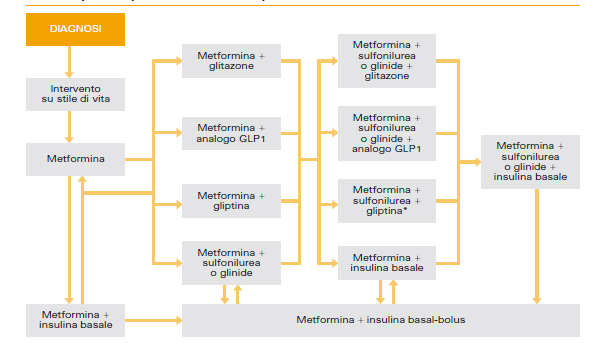 DIAGNOSI
Intervento
su stile di vita
Metformina
Metformina +
insulina basale
Metformina +
glitazone
Metformina +
analogo GLP1
Metformina +
gliptina
Metformina +
sulfonilurea
o glinide
Metformina +
sulfonilurea
o glinide +
glitazone
Metformina +
sulfonilurea
o glinide +
analogo GLP1
Metformina +
sulfonilurea +
gliptina*
Metformina +
insulina basale
Metformina +
sulfonilurea
o glinide +
insulina basale
Metformina + insulina basal-bolus